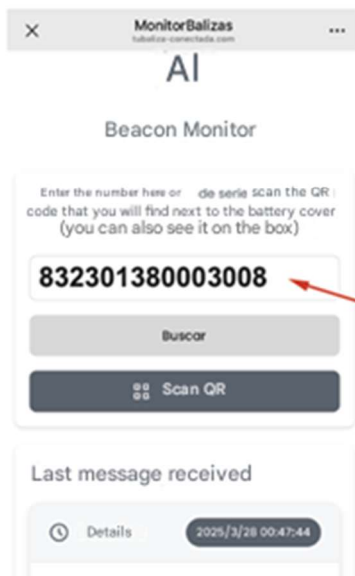 MonitorBalizas
tubaliza-conectada.com
AI
Beacon Monitor
Enter the number here or de serie scan the QR
code that you will find next to the battery cover
(you can also see it on the box)
832301380003008
Buscar
Scan QR
Last message received
Details 2025/3/28 00:47:44